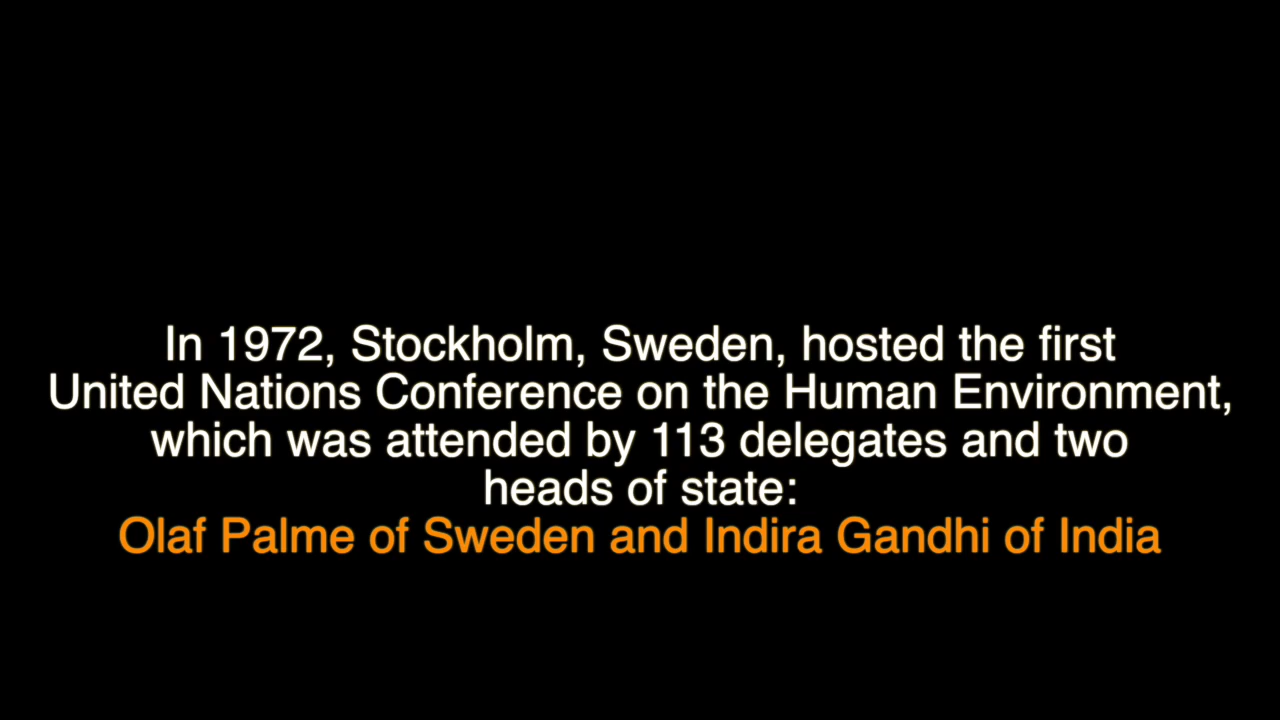 In 1972, Stockholm, Sweden, hosted the first
United Nations Conference on the Human Environment,
which was attended by 113 delegates and two
heads of state:
Olaf Palme of Sweden and Indira Gandhi of India